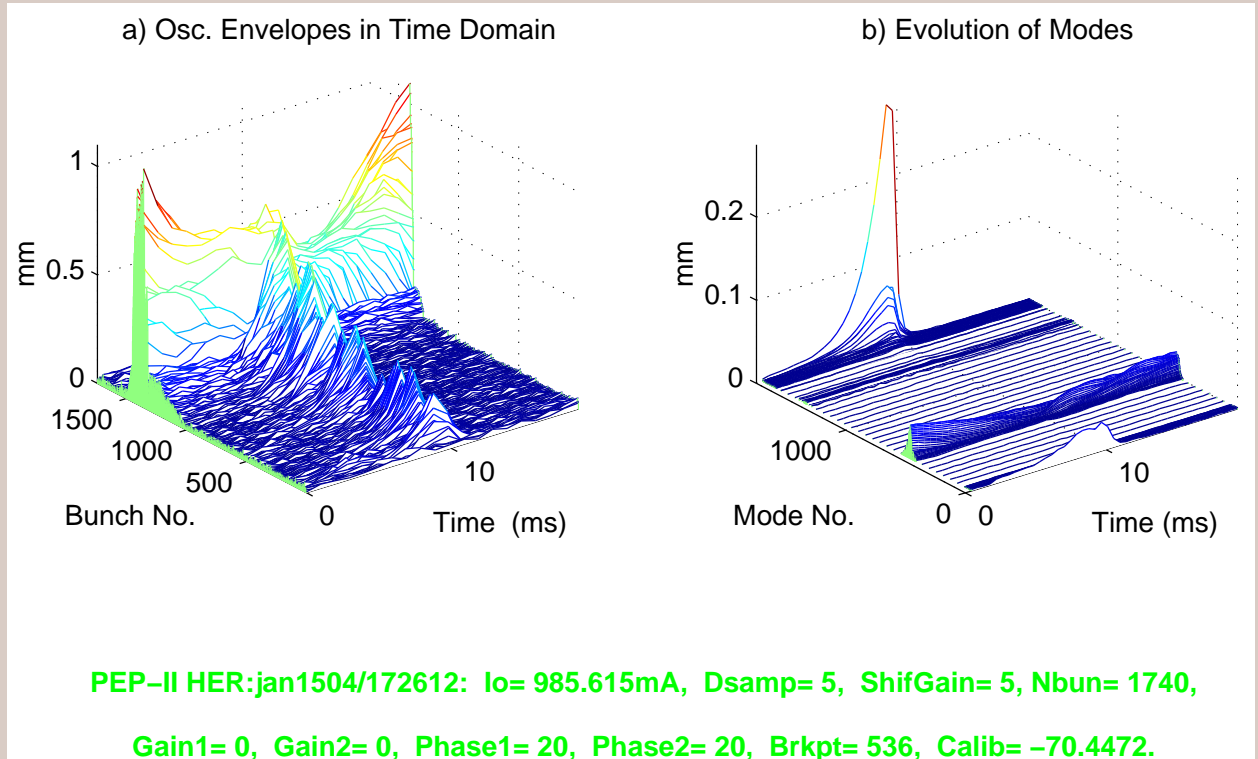 a) Osc. Envelopes in Time Domain
1
0.5
0
mm
1500
1000
500
0
10
Bunch No.
Time (ms)
b) Evolution of Modes
0.2
0.1
0
mm
1000
0
0
10
Mode No.
Time (ms)
PEP−II HER:jan1504/172612: Io= 985.615mA, Dsamp= 5, ShifGain= 5, Nbun= 1740,
Gain1= 0, Gain2= 0, Phase1= 20, Phase2= 20, Brkpt= 536, Calib= −70.4472.